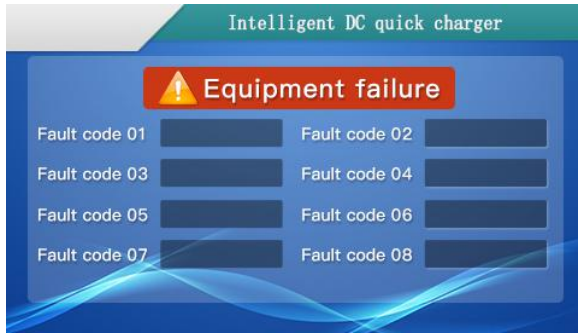 Intelligent DC quick charger
Equipment failure
Fault code 01 Fault code 02
Fault code 03 Fault code 04
Fault code 05 Fault code 06
Fault code 07 Fault code 08